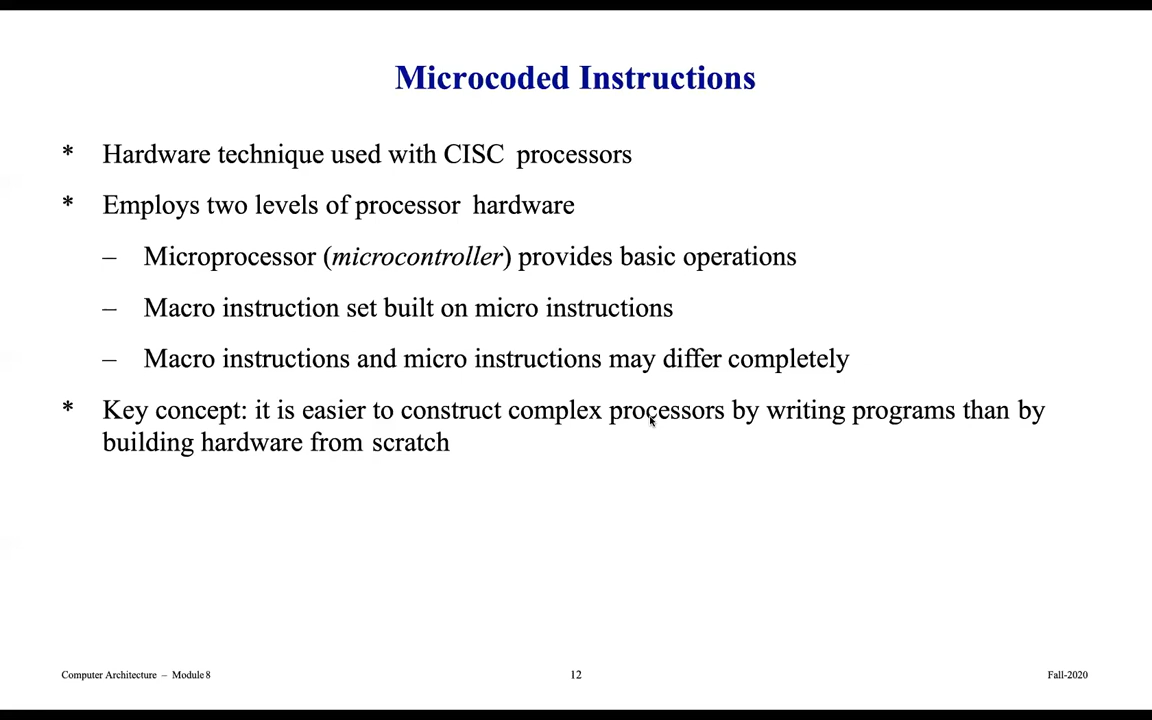 Microcoded Instructions
* Hardware technique used with CISC processors
* Employs two levels of processor hardware
– Microprocessor (microcontroller) provides basic operations
– Macro instruction set built on micro instructions
– Macro instructions and micro instructions may differ completely
* Key concept: it is easier to construct complex processors by writing programs than by
building hardware from scratch
Computer Architecture – Module 8 12 Fall-2020